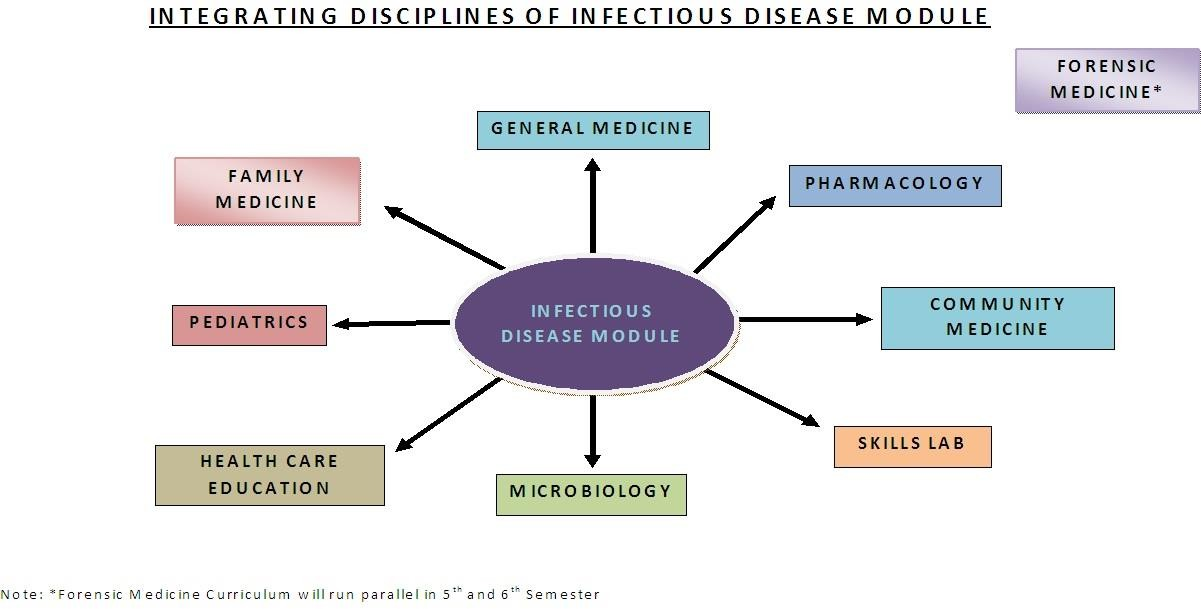 INTEGRATING DISCIPLINES OF INFECTIOUS DISEASE MODULE
FORENSIC
MEDICINE*
GENERAL MEDICINE
FAMILY
MEDICINE
PHARMACOLOGY
INFECTIOUS
DISEASE MODULE
PEDIATRICS
COMMUNITY
MEDICINE
SKILLS LAB
HEALTH CARE
EDUCATION
MICROBIOLOGY
Note: *Forensic Medicine Curriculum will run parallel in 5th and 6th Semester